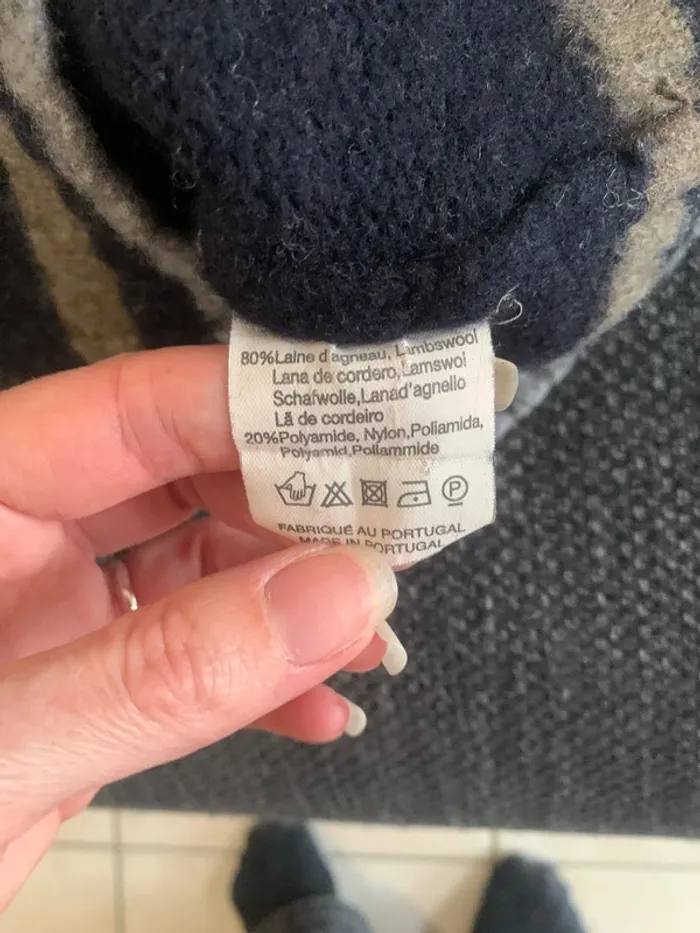 80%Laine d'agneau, Lambswool
Lana de cordero,Lamswol
Schafwolle,Lanad'agnello
Lã de cordeiro
20%Polyamide, Nylon,Poliamida,
Polyamid,Poliammide
P
FABRIQUÉ AU PORTUGAL
MADE IN PORTUGAL